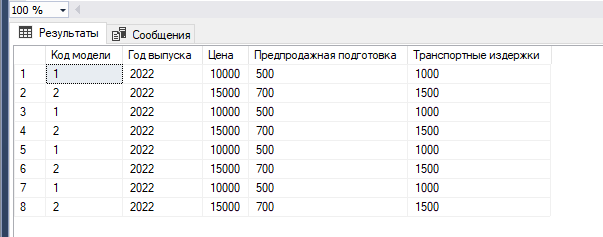 100 %
Результаты Сообщения
Код модели Год выпуска Цена Предпродажная подготовка Транспортные издержки
1 1 2022 10000 500 1000
2 2 2022 15000 700 1500
3 1 2022 10000 500 1000
4 2 2022 15000 700 1500
5 1 2022 10000 500 1000
6 2 2022 15000 700 1500
7 1 2022 10000 500 1000
8 2 2022 15000 700 1500